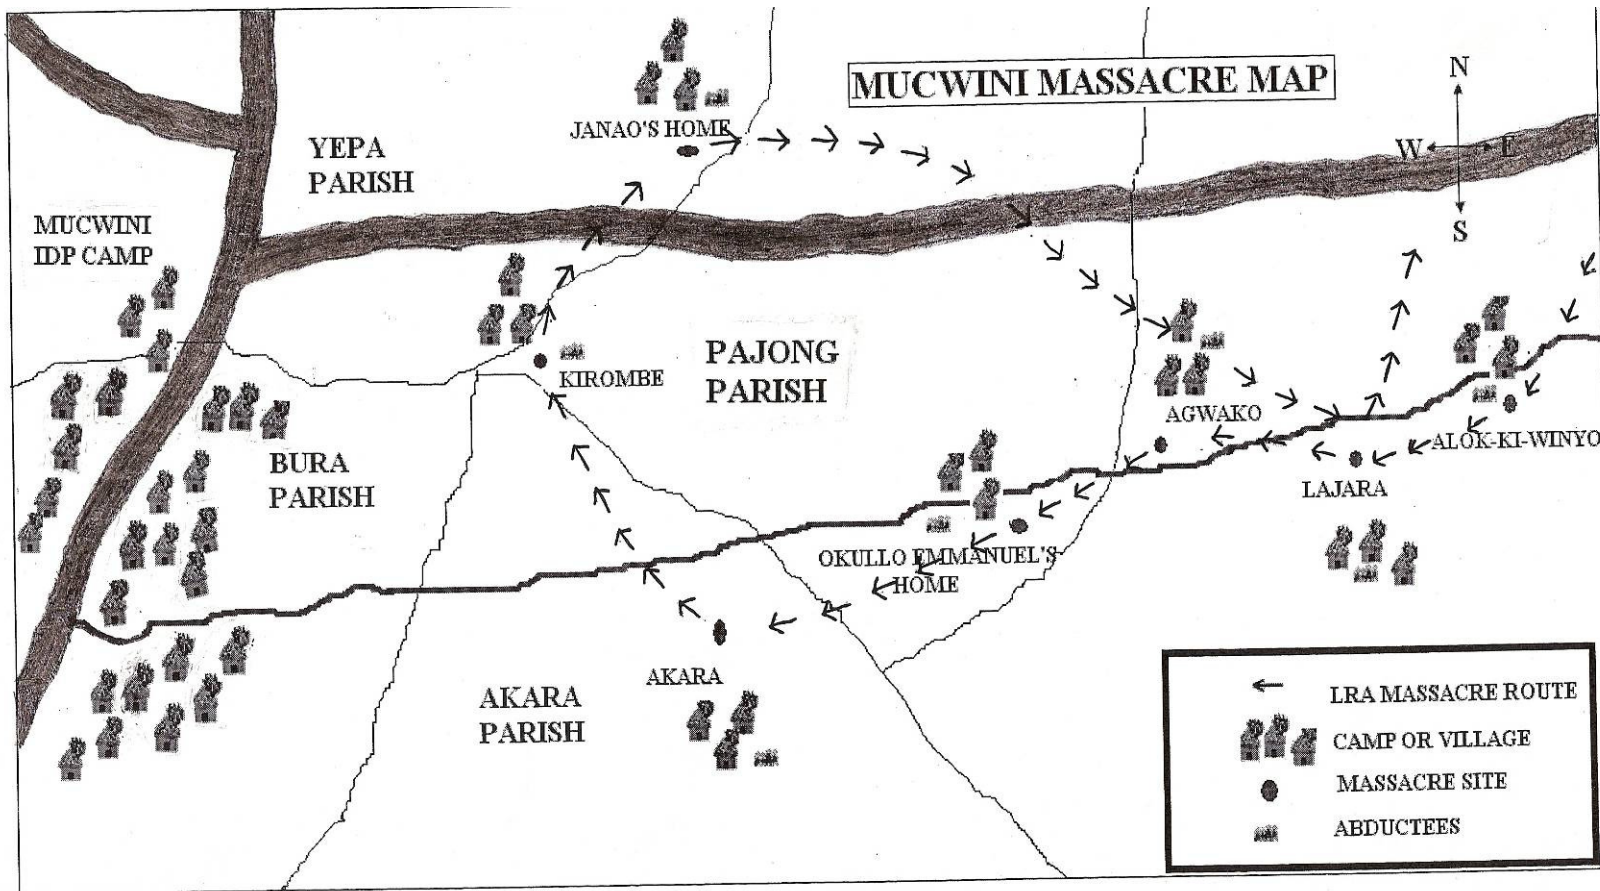 MUCWINI MASSACRE MAP
N
W E
S
JANAO'S HOME
YEPA
PARISH
MUCWINI
IDP CAMP
PAJONG
PARISH
KIROMBE
AGWAKO
ALOK-KI-WINYO
BURA
PARISH
LAJARA
OKULLO EMMANUEL'S
HOME
AKARA
AKARA
PARISH
LRA MASSACRE ROUTE
CAMP OR VILLAGE
MASSACRE SITE
ABDUCTEES